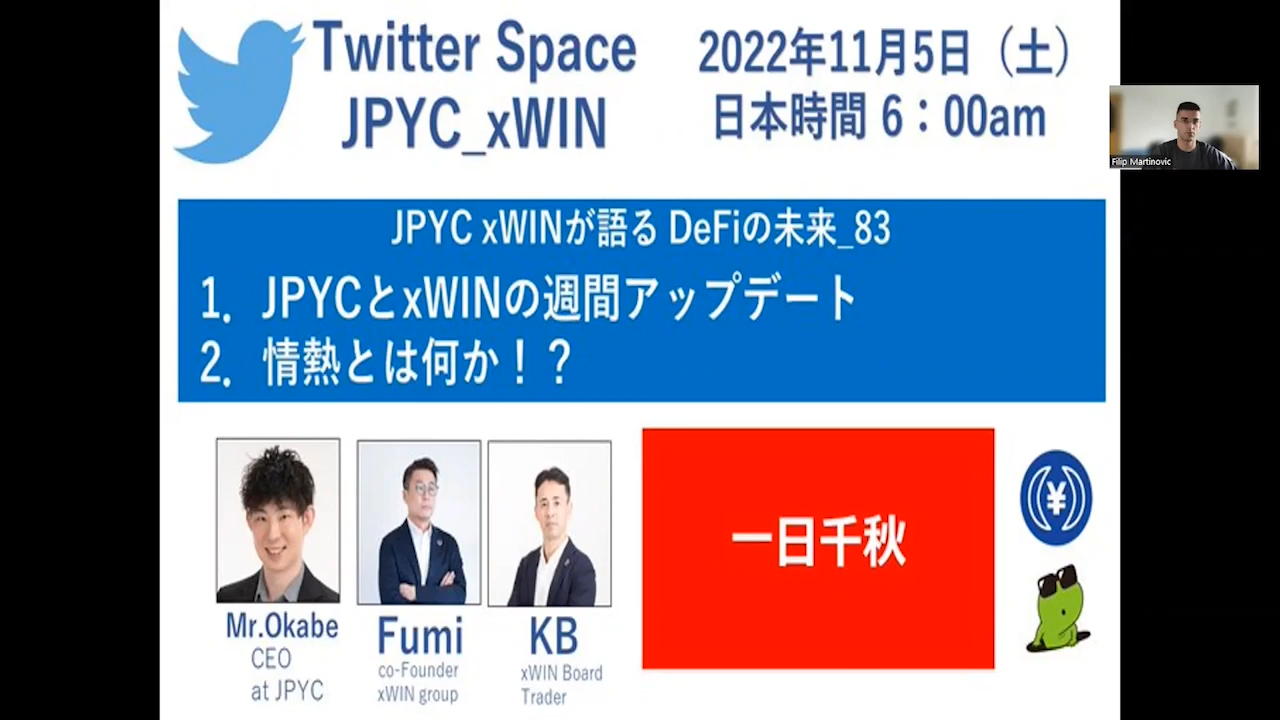 Twitter Space
JPYC_xWIN
2022年11月5日（土）
日本時間 6：00am
Filip Martinovic
JPYC xWINが語る DeFiの未来_83
1．JPYCとxWINの週間アップデート
2．情熱とは何か！？
一日千秋
Mr.Okabe
CEO
at JPYC
Fumi
co-Founder
xWIN group
KB
xWIN Board
Trader